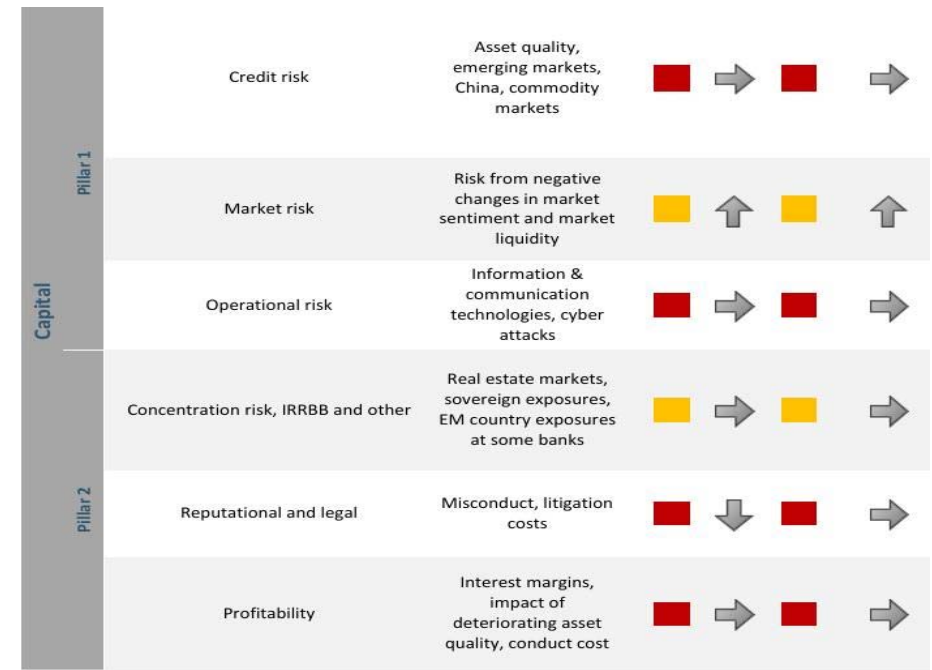 Capital
Pillar 1
Credit risk
Asset quality,
emerging markets,
China, commodity
markets
Market risk
Risk from negative
changes in market
sentiment and market
liquidity
Operational risk
Information &
communication
technologies, cyber
attacks
Pillar 2
Concentration risk, IRRBB and other
Real estate markets,
sovereign exposures,
EM country exposures
at some banks
Reputational and legal
Misconduct, litigation
costs
Profitability
Interest margins,
impact of
deteriorating asset
quality, conduct cost